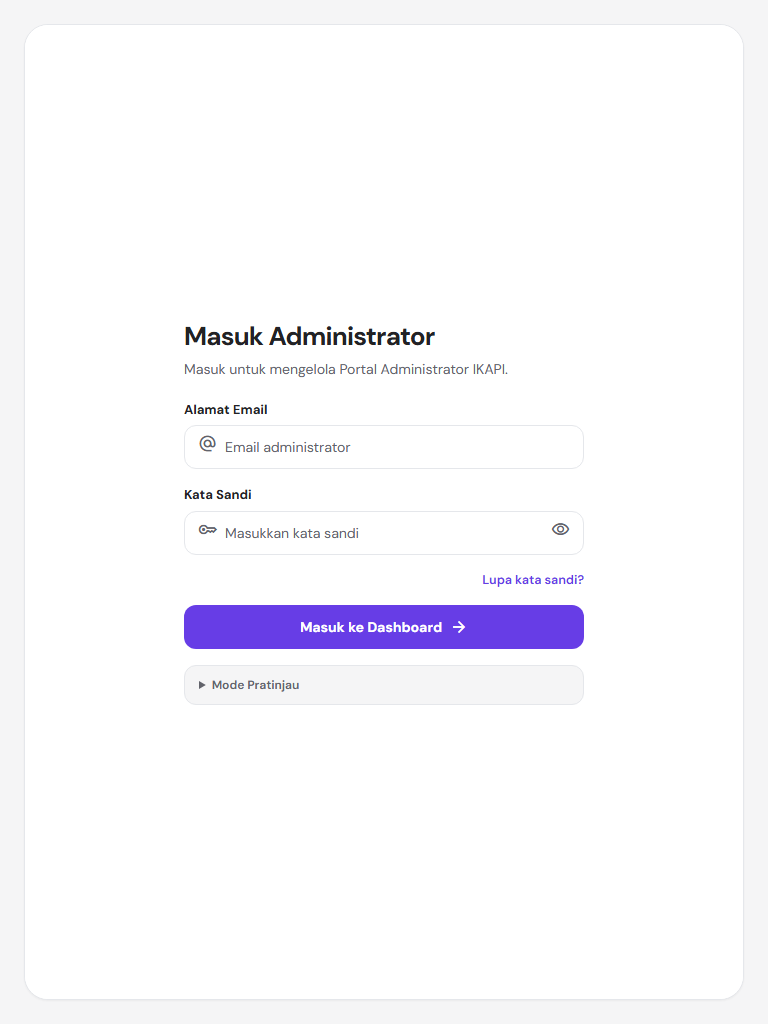 Masuk Administrator
Masuk untuk mengelola Portal Administrator IKAPI.
Alamat Email
Email administrator
Kata Sandi
Masukkan kata sandi
Lupa kata sandi?
Masuk ke Dashboard →
▶ Mode Pratinjau